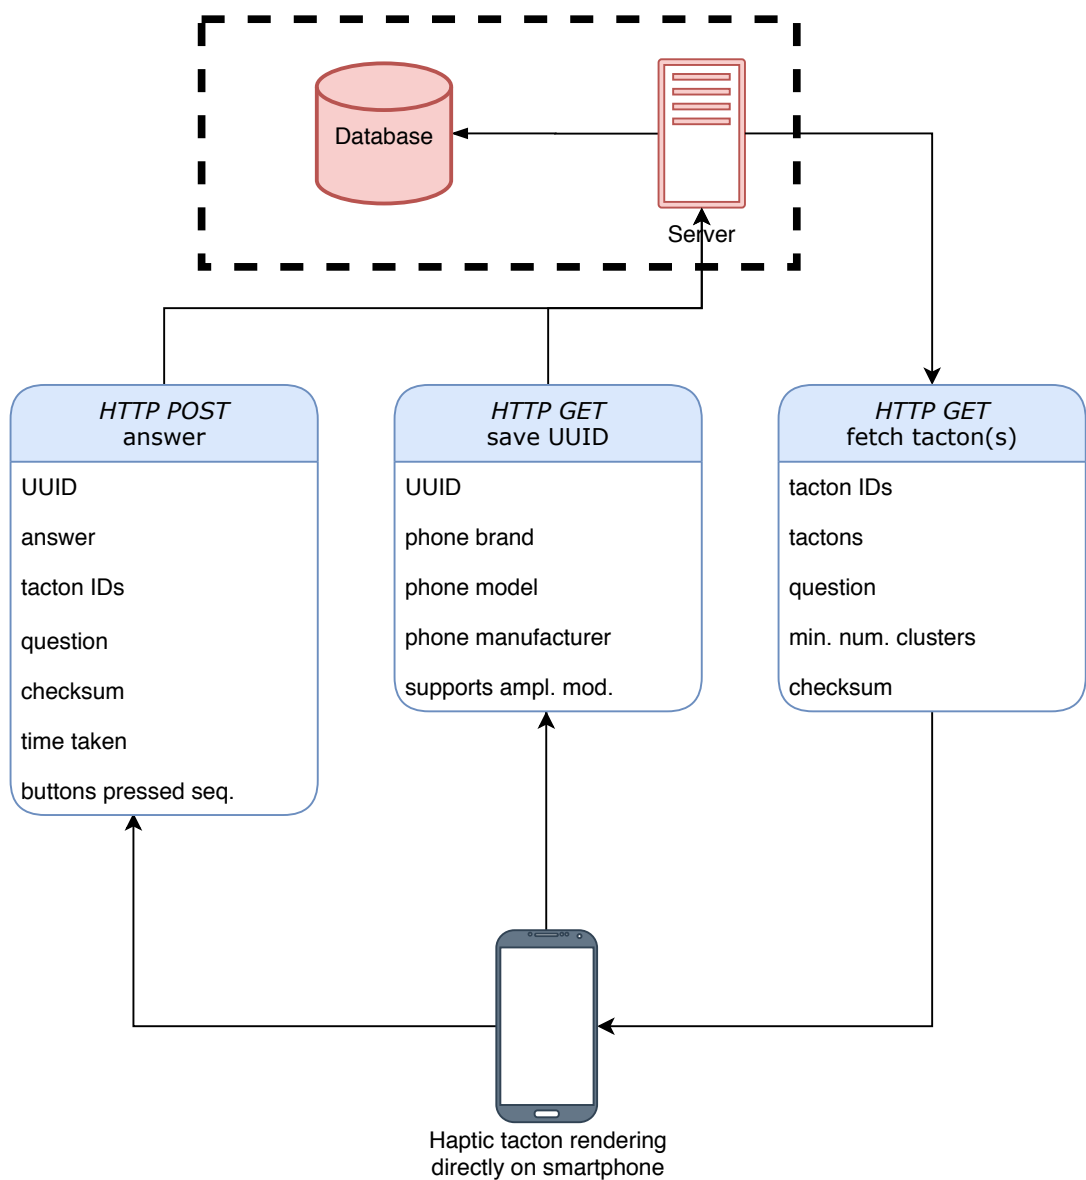 Database
Server
HTTP POST
answer
UUID
answer
tacton IDs
question
checksum
time taken
buttons pressed seq.
HTTP GET
save UUID
UUID
phone brand
phone model
phone manufacturer
supports ampl. mod.
HTTP GET
fetch tacton(s)
tacton IDs
tactons
question
min. num. clusters
checksum
Haptic tacton rendering
directly on smartphone